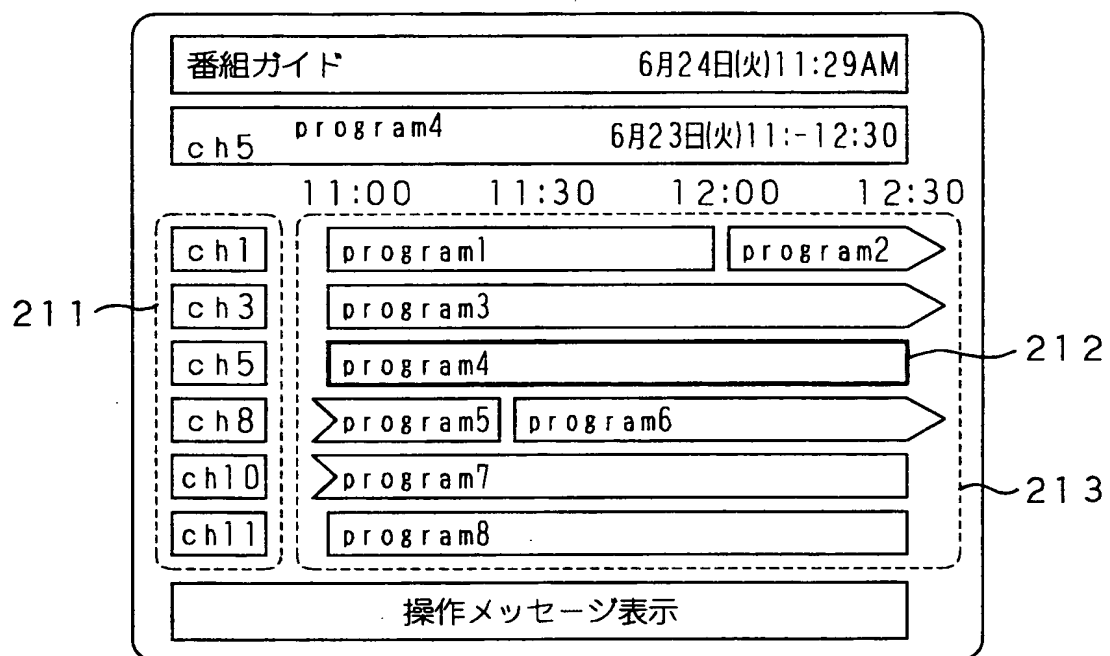 番組ガイド 6月24日(火)11:29AM
ch5 program4 6月23日(火)11:-12:30
11:00 11:30 12:00 12:30
ch1 program1 program2
ch3 program3
ch5 program4
ch8 program5 program6
ch10 program7
ch11 program8
211
212
213
操作メッセージ表示